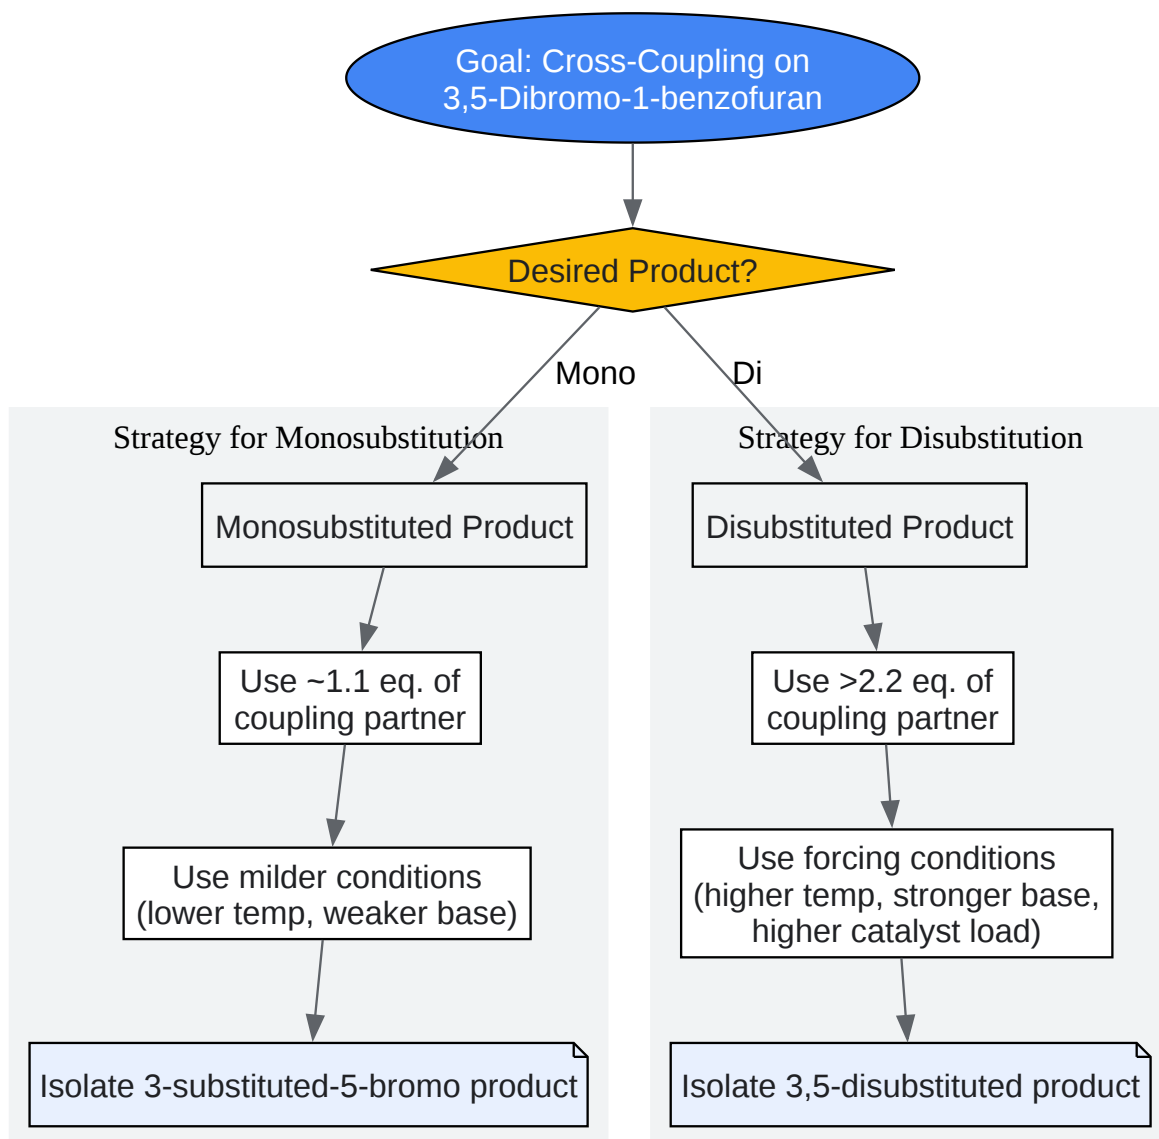 Goal: Cross-Coupling on
3,5-Dibromo-1-benzofuran
Desired Product?
Mono
Di
Strategy for Monosubstitution
Monosubstituted Product
Use ~1.1 eq. of
coupling partner
Use milder conditions
(lower temp, weaker base)
Isolate 3-substituted-5-bromo product
Strategy for Disubstitution
Disubstituted Product
Use >2.2 eq. of
coupling partner
Use forcing conditions
(higher temp, stronger base,
higher catalyst load)
Isolate 3,5-disubstituted product